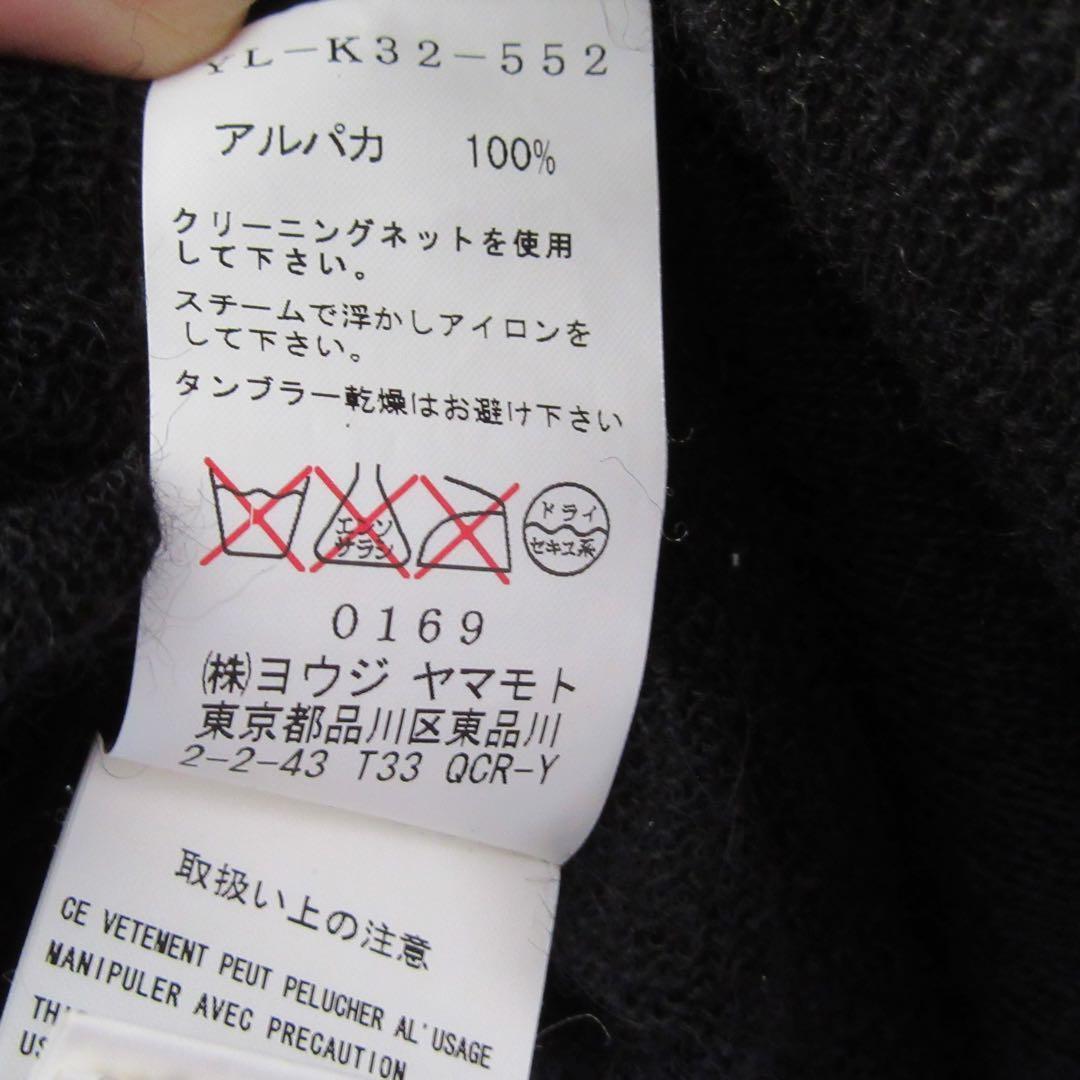 YL-K32-552
アルパカ 100%
クリーニングネットを使用
して下さい。
スチームで浮かしアイロンを
して下さい。
タンブラー乾燥はお避け下さい
エンソ
サラシ
ドライ
セキユ系
0169
㈱ヨウジ ヤマモト
東京都品川区東品川
2-2-43 T33 QCR-Y
取扱い上の注意
CE VETEMENT PEUT PELUCHER AL'USAGE
MANIPULER AVEC PRECAUTION